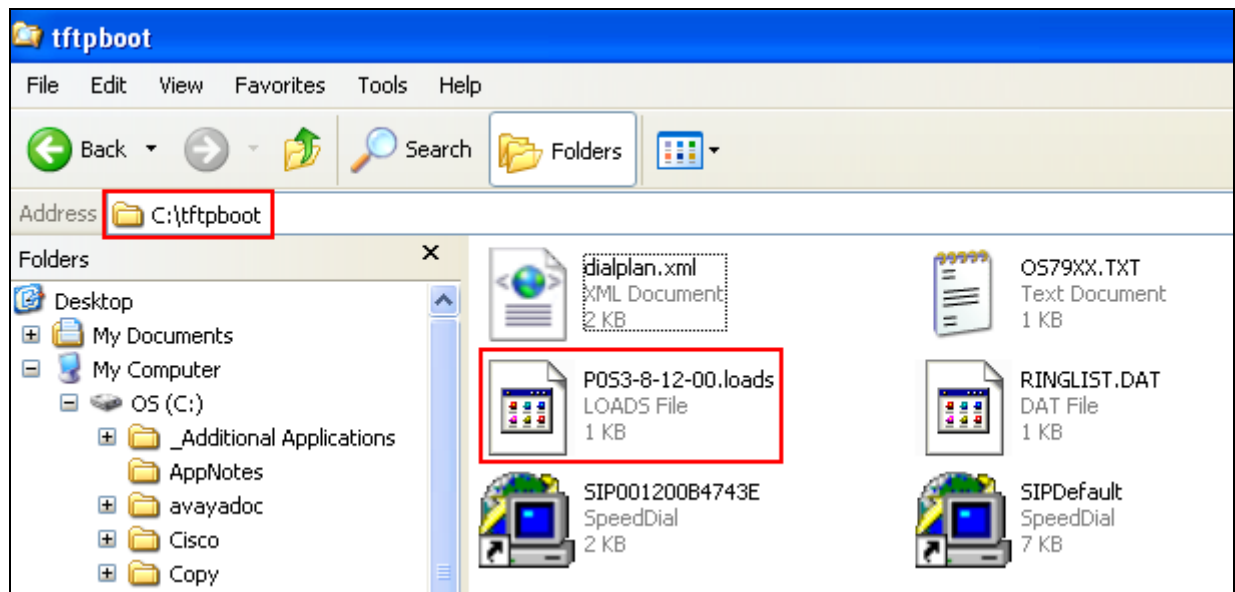 tftpboot
File Edit View Favorites Tools Help
Back Search Folders
Address C:\tftpboot
Folders X
Desktop
My Documents
My Computer
OS (C:)
_Additional Applications
AppNotes
avayadoc
Cisco
Copy
dialplan.xml
XML Document
2 KB
OS79XX.TXT
Text Document
1 KB
P0S3-8-12-00.loads
LOADS File
1 KB
RINGLIST.DAT
DAT File
1 KB
SIP001200B4743E
SpeedDial
2 KB
SIPDefault
SpeedDial
7 KB